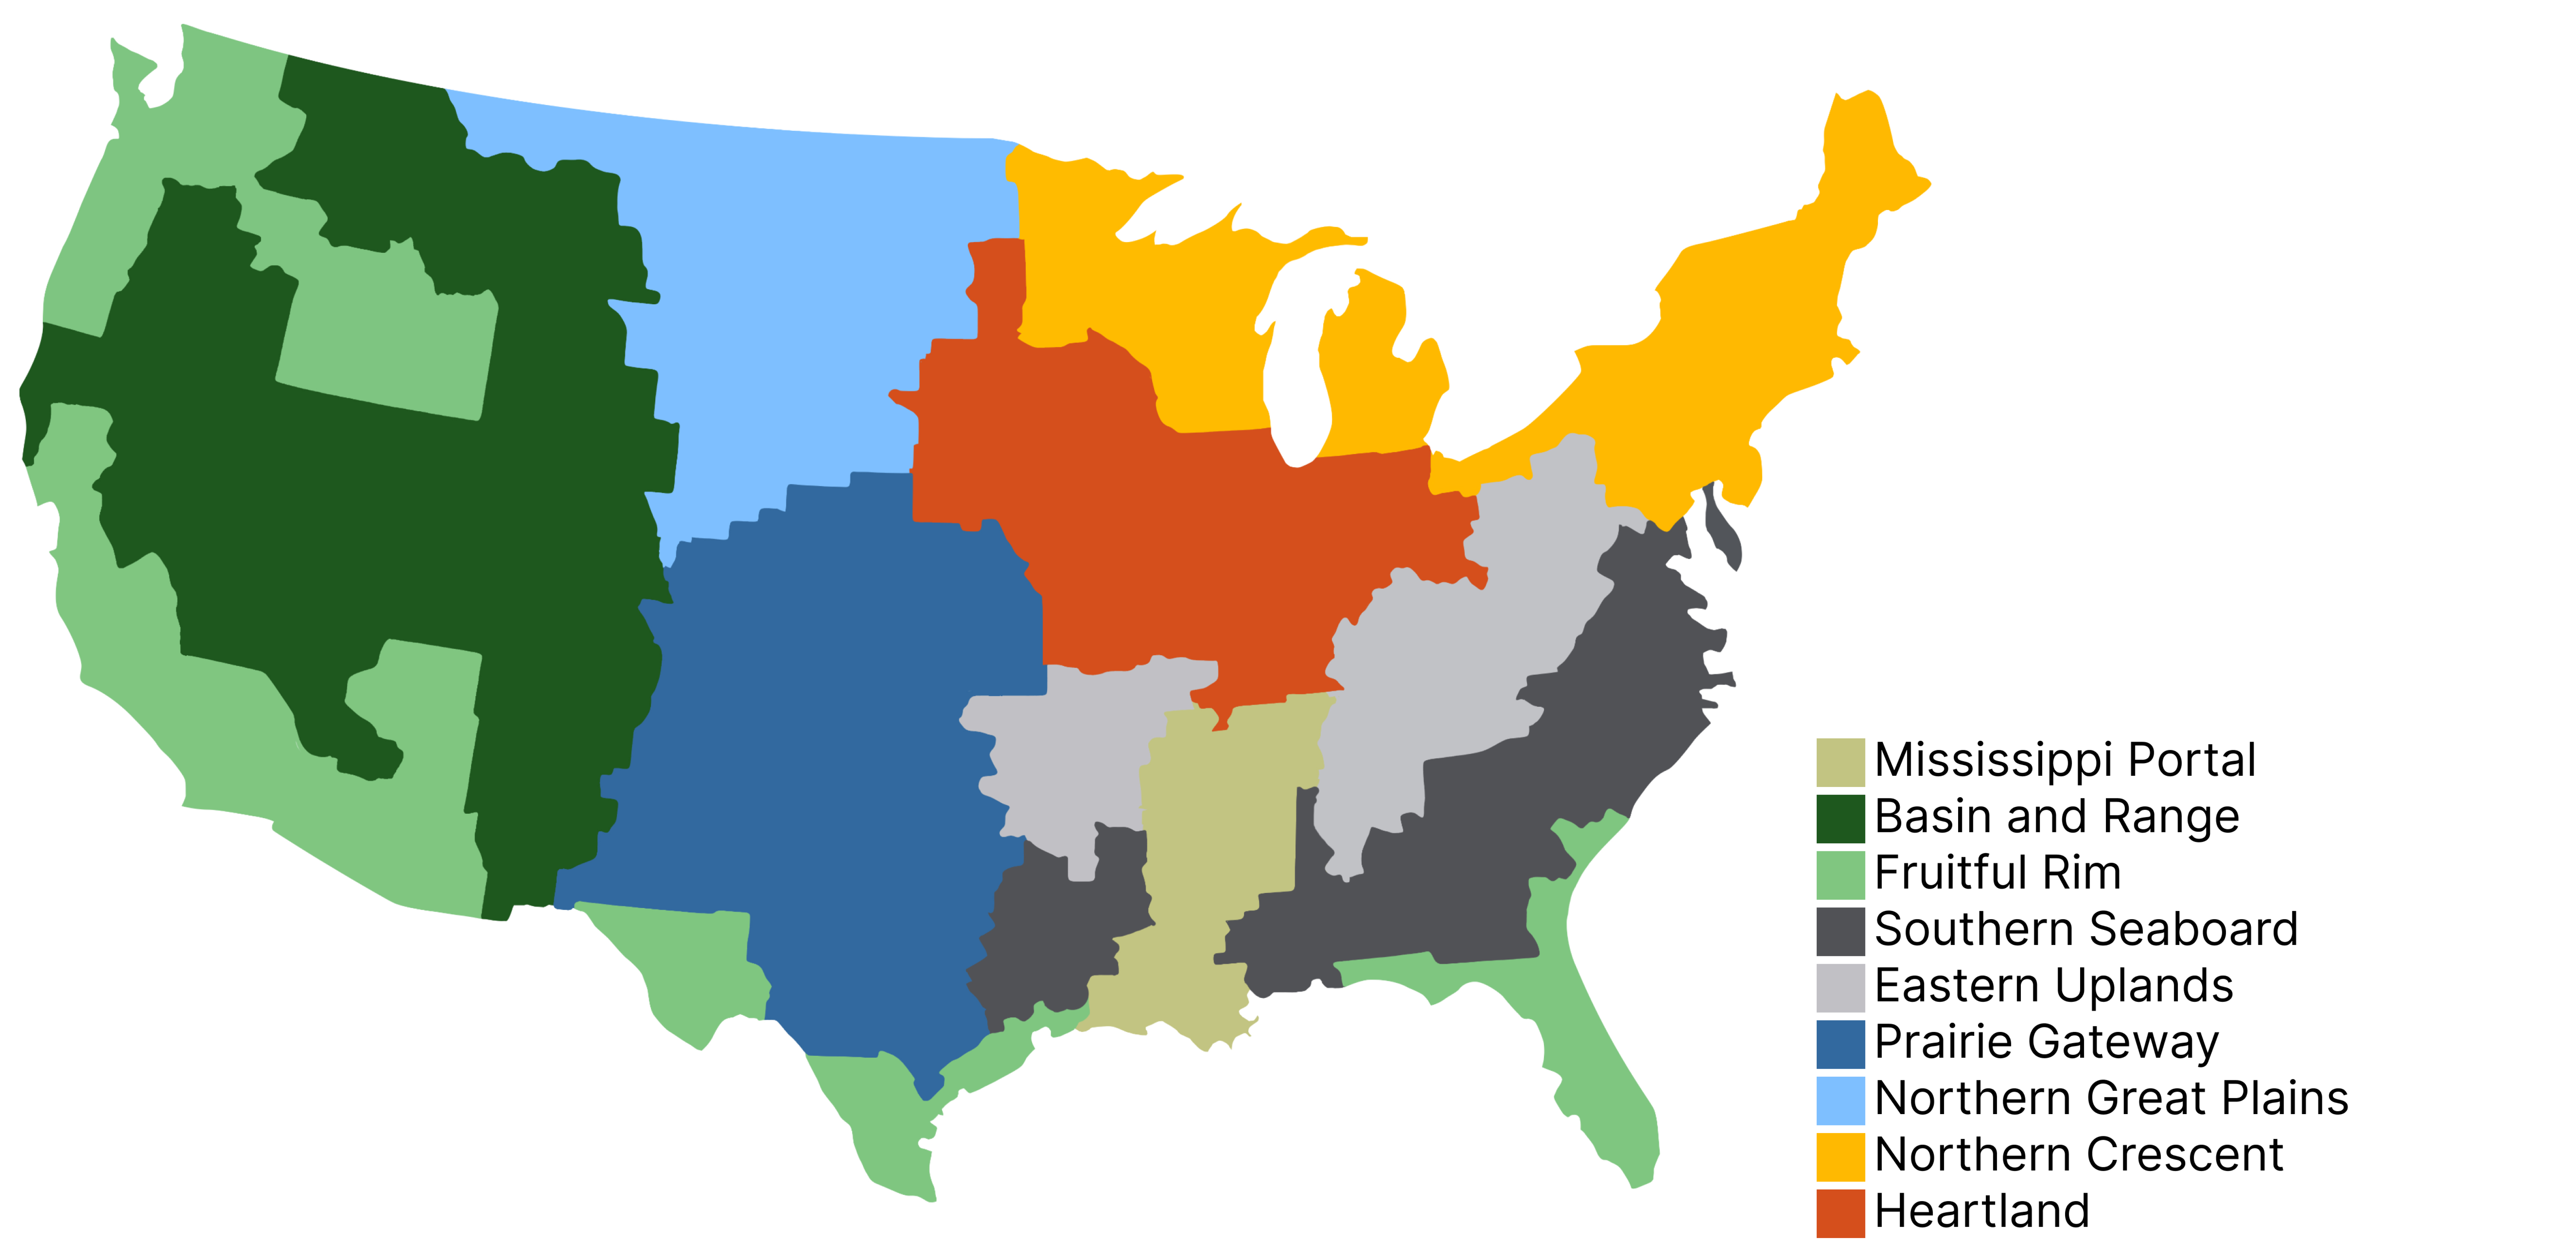 Mississippi Portal
Basin and Range
Fruitful Rim
Southern Seaboard
Eastern Uplands
Prairie Gateway
Northern Great Plains
Northern Crescent
Heartland